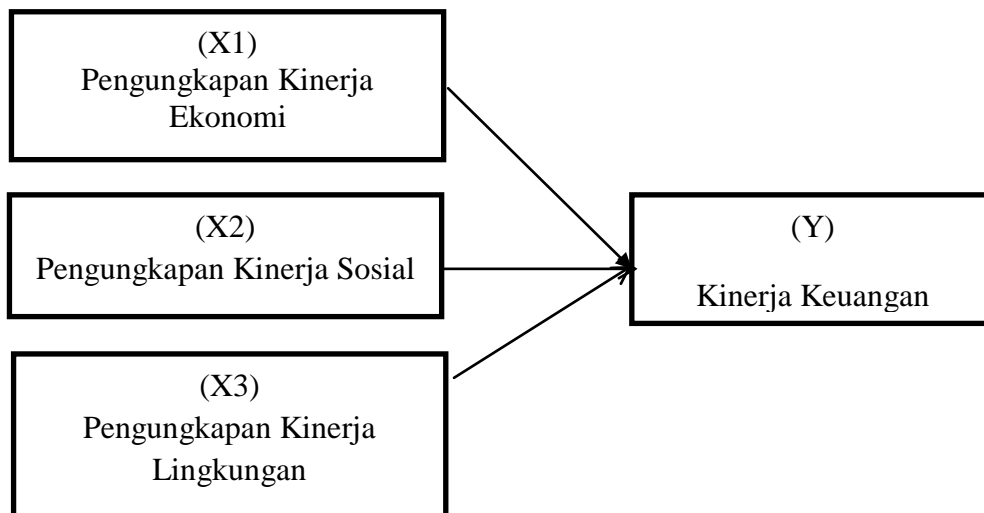 (X1)
Pengungkapan Kinerja
Ekonomi
(X2)
Pengungkapan Kinerja Sosial
(X3)
Pengungkapan Kinerja
Lingkungan
(Y)
Kinerja Keuangan